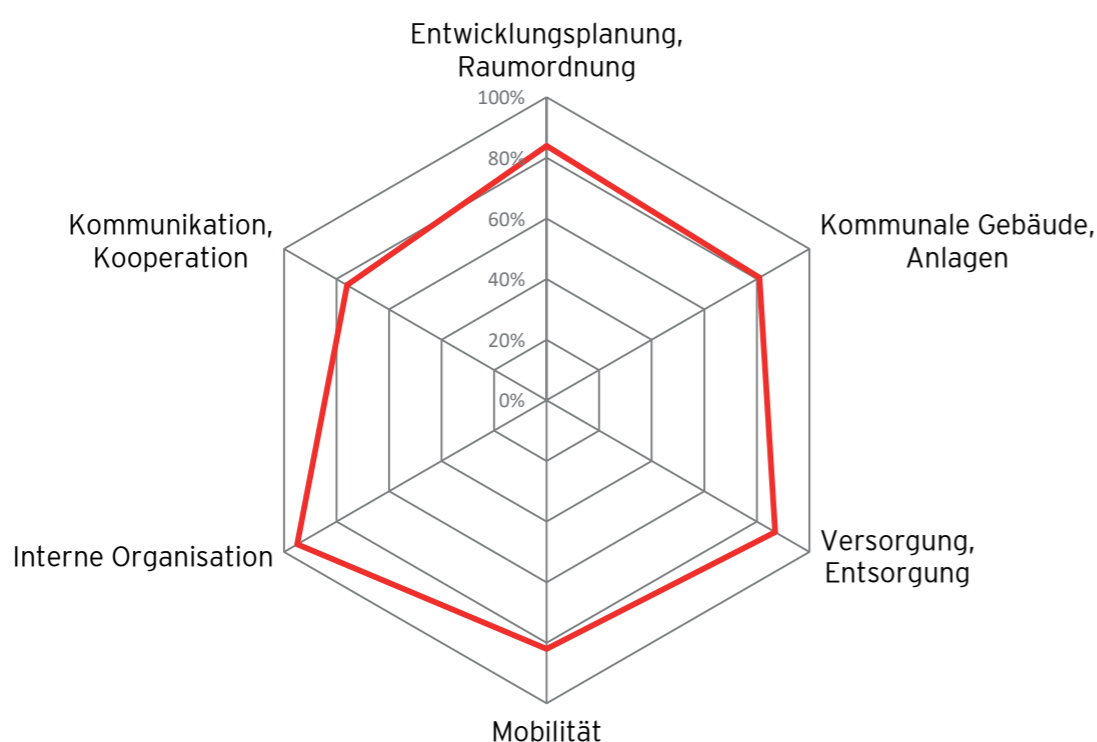 Entwicklungsplanung,
Raumordnung
100%
80%
60%
40%
20%
0%
Kommunale Gebäude,
Anlagen
Versorgung,
Entsorgung
Mobilität
Interne Organisation
Kommunikation,
Kooperation